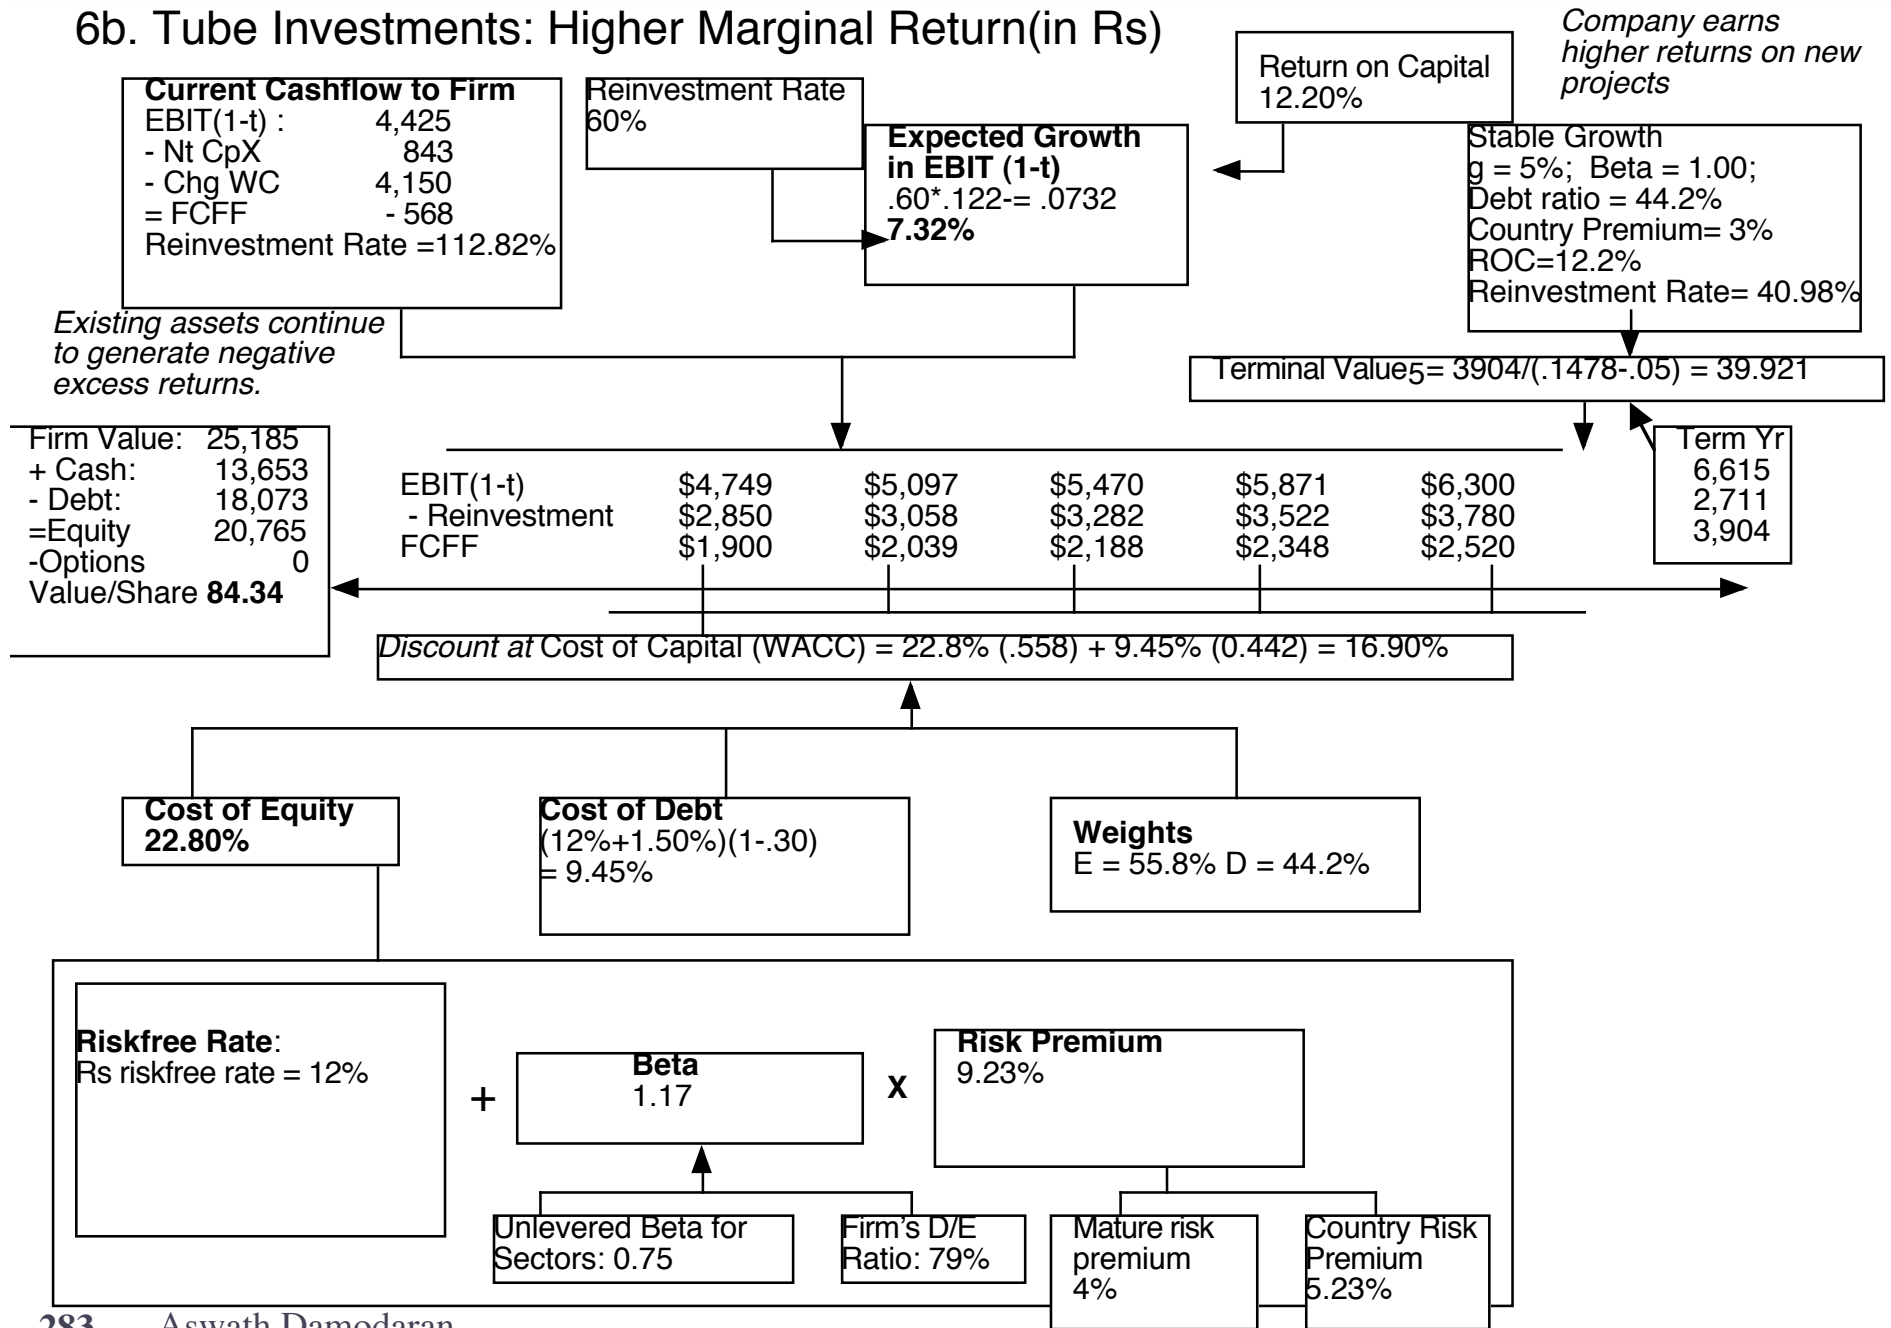 6b. Tube Investments: Higher Marginal Return(in Rs)
Company earns
higher returns on new
projects
Current Cashflow to Firm
EBIT(1-t) : 4,425
- Nt CpX 843
- Chg WC 4,150
= FCFF - 568
Reinvestment Rate =112.82%
Reinvestment Rate
60%
Expected Growth
in EBIT (1-t)
.60*.122-= .0732
7.32%
Return on Capital
12.20%
Stable Growth
g = 5%; Beta = 1.00;
Debt ratio = 44.2%
Country Premium= 3%
ROC=12.2%
Reinvestment Rate= 40.98%
Existing assets continue
to generate negative
excess returns.
Terminal Value5= 3904/(.1478-.05) = 39.921
Firm Value: 25,185
+ Cash: 13,653
- Debt: 18,073
=Equity 20,765
-Options 0
Value/Share 84.34
EBIT(1-t) $4,749 $5,097 $5,470 $5,871 $6,300
- Reinvestment $2,850 $3,058 $3,282 $3,522 $3,780
FCFF $1,900 $2,039 $2,188 $2,348 $2,520
Term Yr
6,615
2,711
3,904
Discount at Cost of Capital (WACC) = 22.8% (.558) + 9.45% (0.442) = 16.90%
Cost of Equity
22.80%
Cost of Debt
(12%+1.50%)(1-.30)
= 9.45%
Weights
E = 55.8% D = 44.2%
Riskfree Rate:
Rs riskfree rate = 12%
+
Beta
1.17
X
Risk Premium
9.23%
Unlevered Beta for
Sectors: 0.75
Firm's D/E
Ratio: 79%
Mature risk
premium
4%
Country Risk
Premium
5.23%
283 Aswath Damodaran